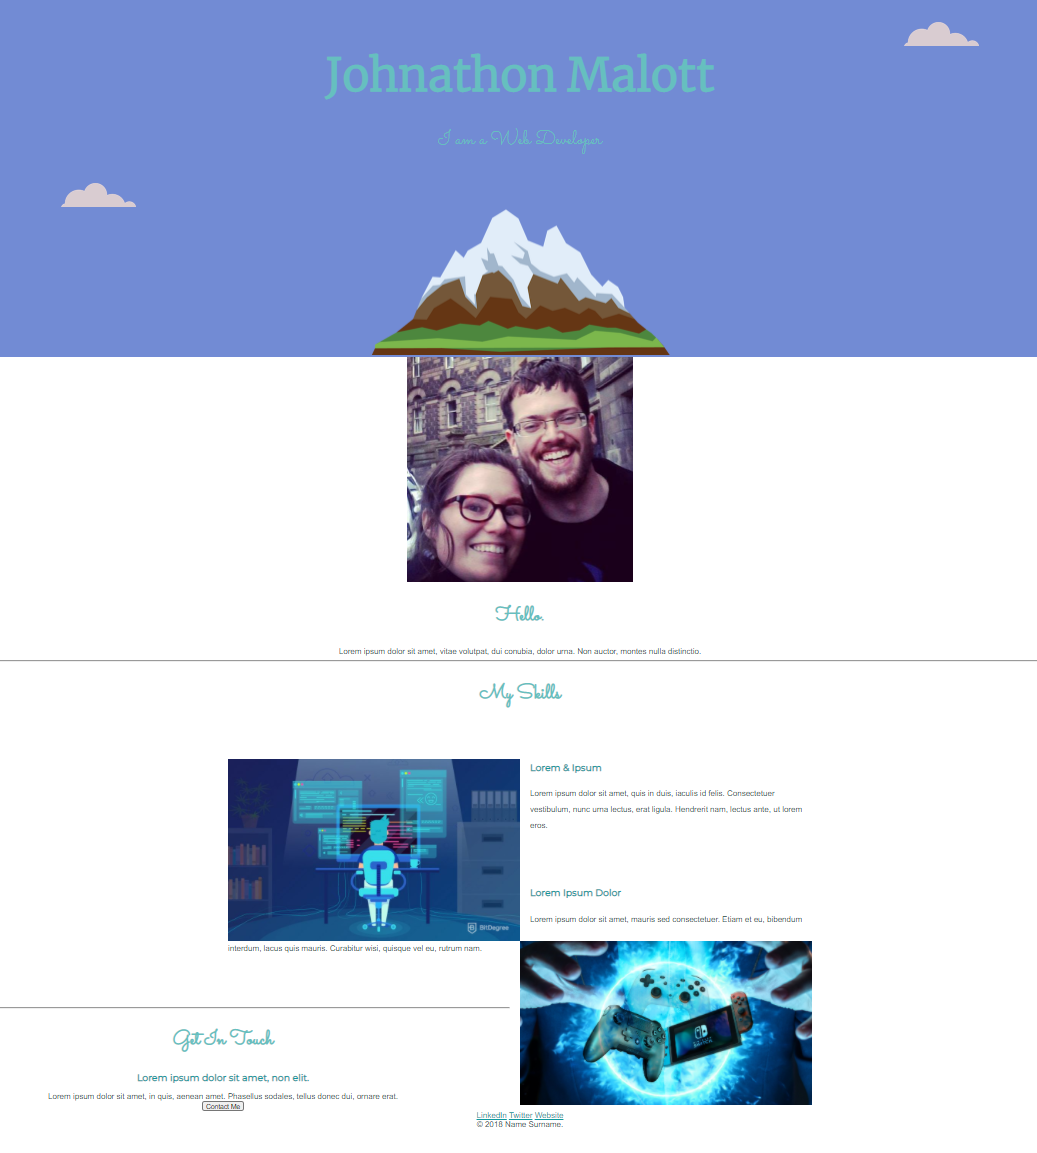 Johnathon Malott
I am a Web Developer
Hello.
Lorem ipsum dolor sit amet, vitae volutpat, dui conubia, dolor urna. Non auctor, montes nulla distinctio.
My Skills
BitDegree
Lorem & Ipsum
Lorem ipsum dolor sit amet, quis in duis, iaculis id felis. Consectetuer
vestibulum, nunc urna lectus, erat ligula. Hendrerit nam, lectus ante, ut lorem
eros.
Lorem Ipsum Dolor
Lorem ipsum dolor sit amet, mauris sed consectetuer. Etiam et eu, bibendum
interdum, lacus quis mauris. Curabitur wisi, quisque vel eu, rutrum nam.
Get In Touch
Lorem ipsum dolor sit amet, non elit.
Lorem ipsum dolor sit amet, in quis, aenean amet. Phasellus sodales, tellus donec dui, ornare erat.
Contact Me
LinkedIn Twitter Website
© 2018 Name Surname.